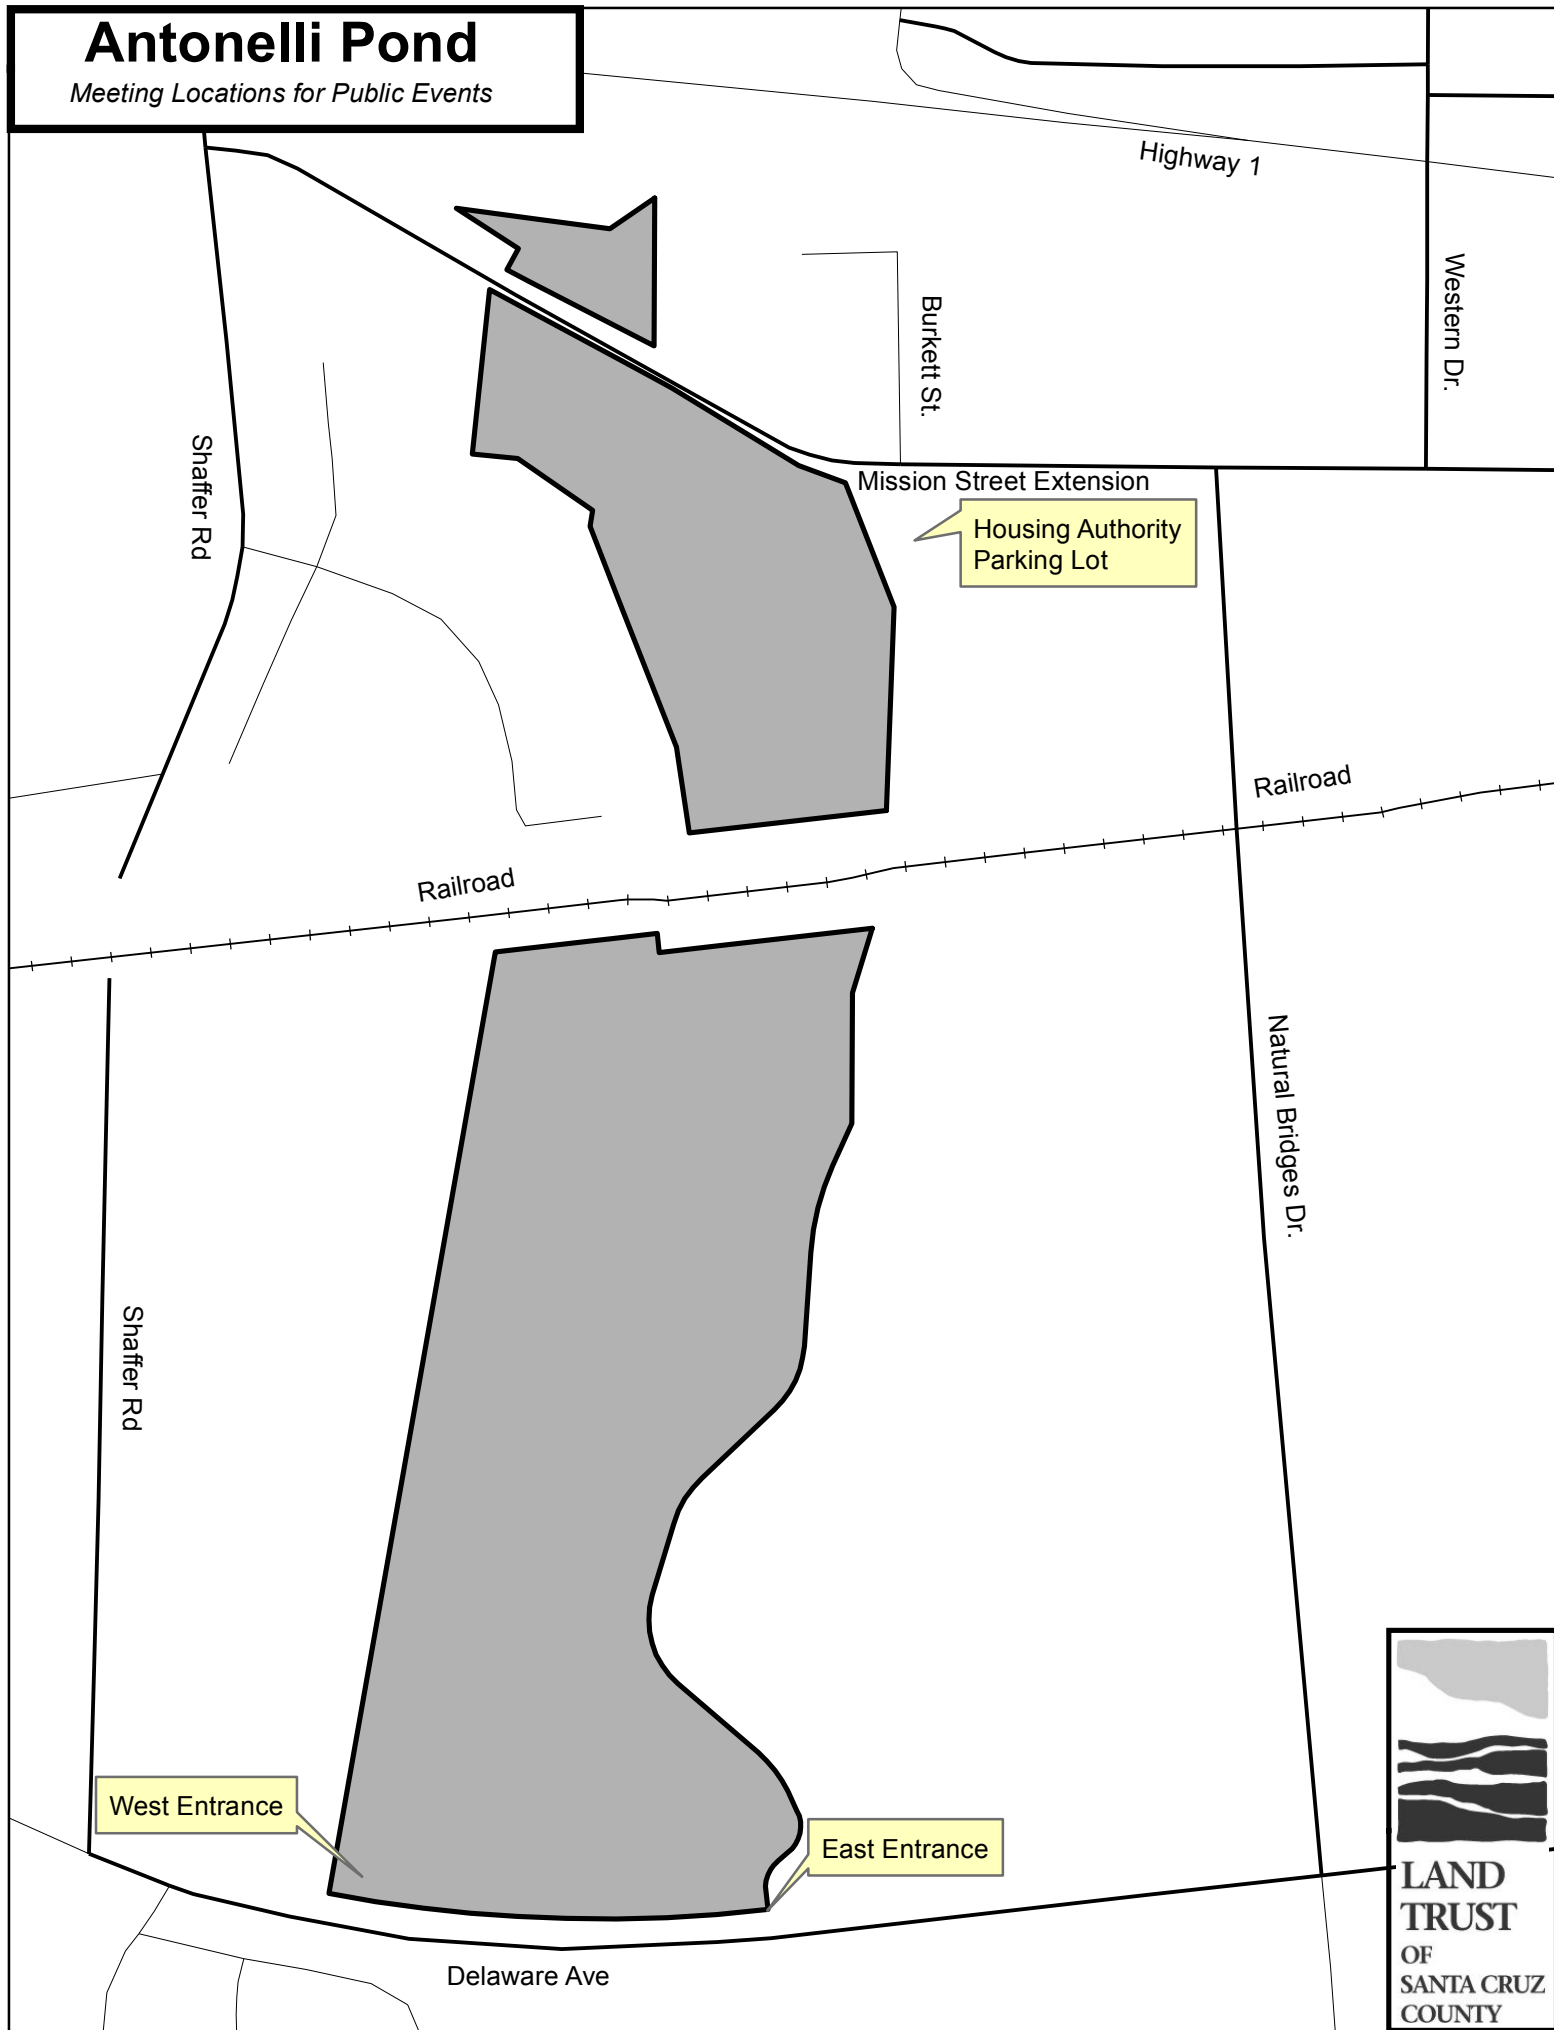 Antonelli Pond
Meeting Locations for Public Events
Highway 1
Western Dr.
Burkett St.
Shaffer Rd
Mission Street Extension
Housing Authority
Parking Lot
Railroad
Railroad
Natural Bridges Dr.
Shaffer Rd
West Entrance
East Entrance
Delaware Ave
LAND
TRUST
OF
SANTA CRUZ
COUNTY